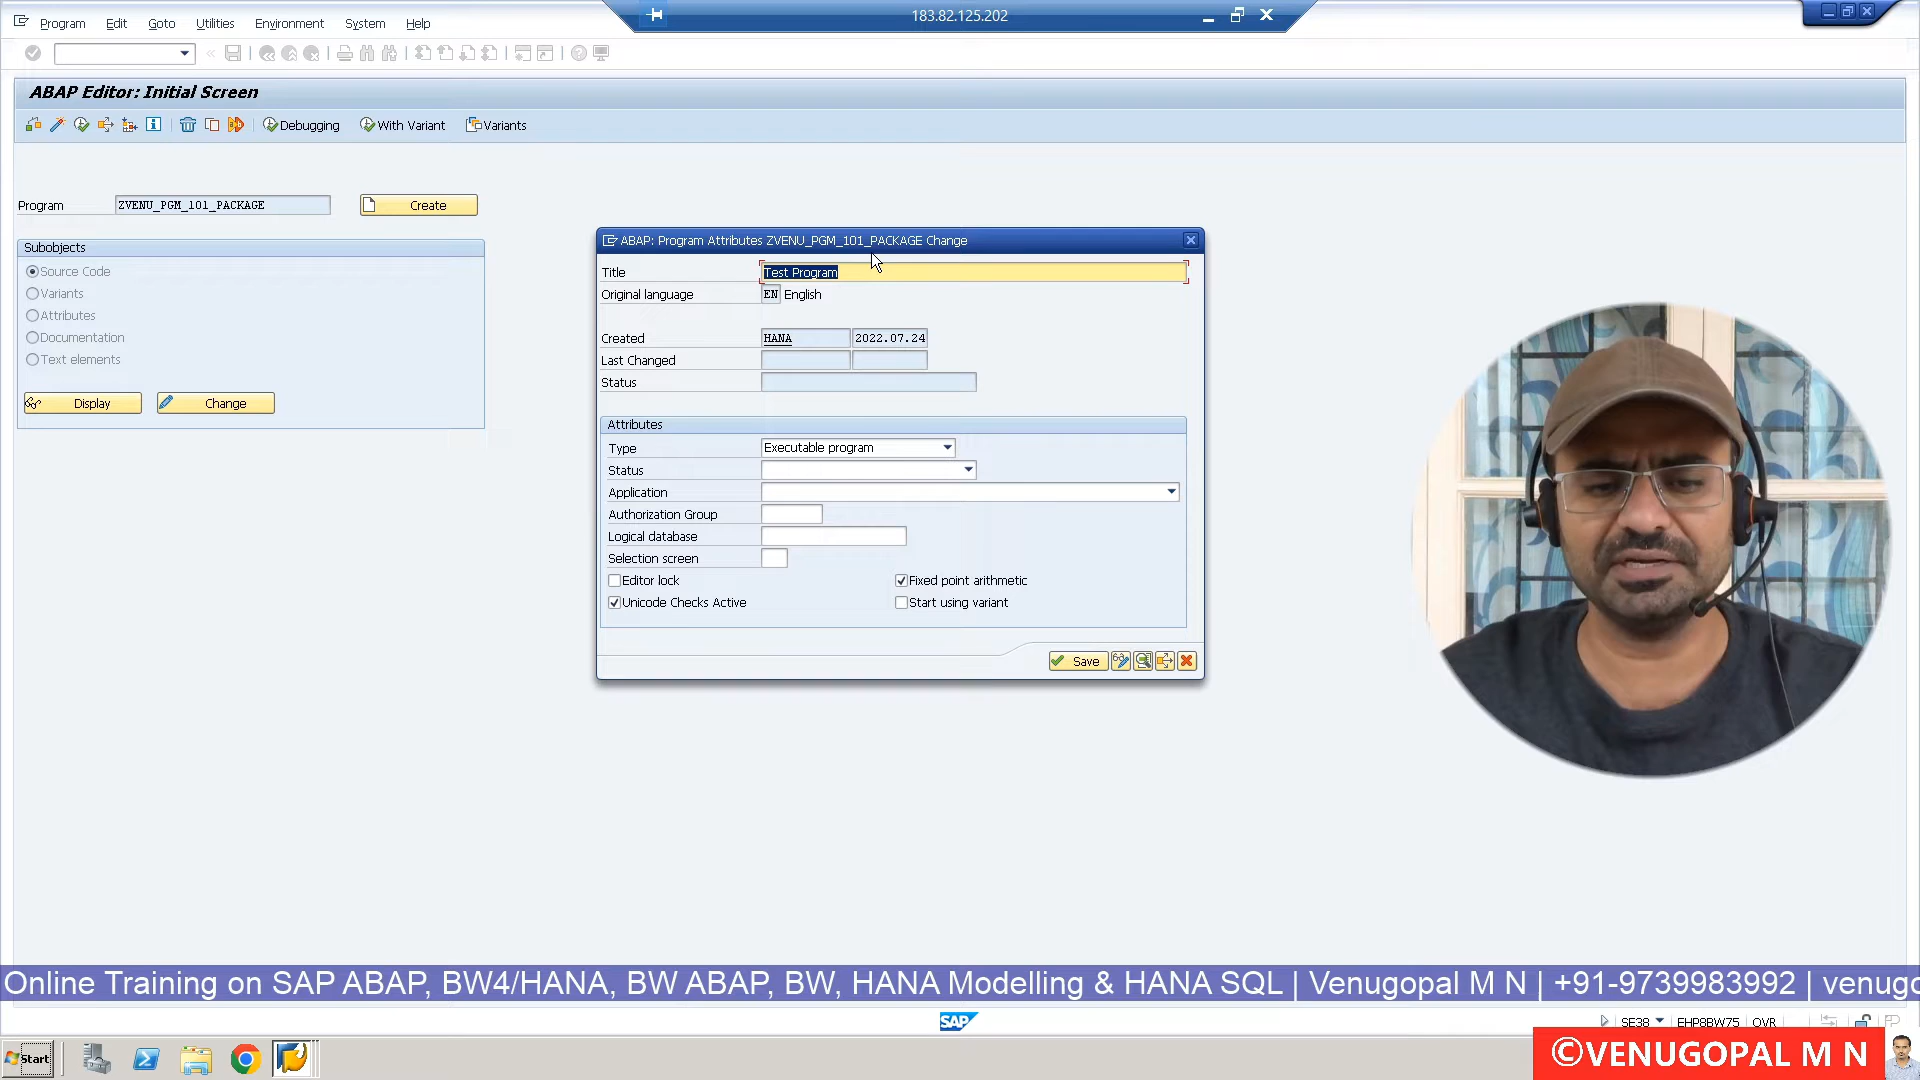 Program Edit Goto Utilities Environment System Help
183.82.125.202
ABAP Editor: Initial Screen
Debugging With Variant Variants
Program ZVENU_PGM_101_PACKAGE Create
Subobjects
Source Code
Variants
Attributes
Documentation
Text elements
Display Change
ABAP: Program Attributes ZVENU_PGM_101_PACKAGE Change
Title Test Program
Original language EN English
Created HANA 2022.07.24
Last Changed
Status
Attributes
Type Executable program
Status
Application
Authorization Group
Logical database
Selection screen
Editor lock Fixed point arithmetic
Unicode Checks Active Start using variant
Save
Online Training on SAP ABAP, BW4/HANA, BW ABAP, BW, HANA Modelling & HANA SQL | Venugopal M N | +91-9739983992 | venugo
SAP
SE38 EHP8BW75 OVR
Start
©VENUGOPAL M N